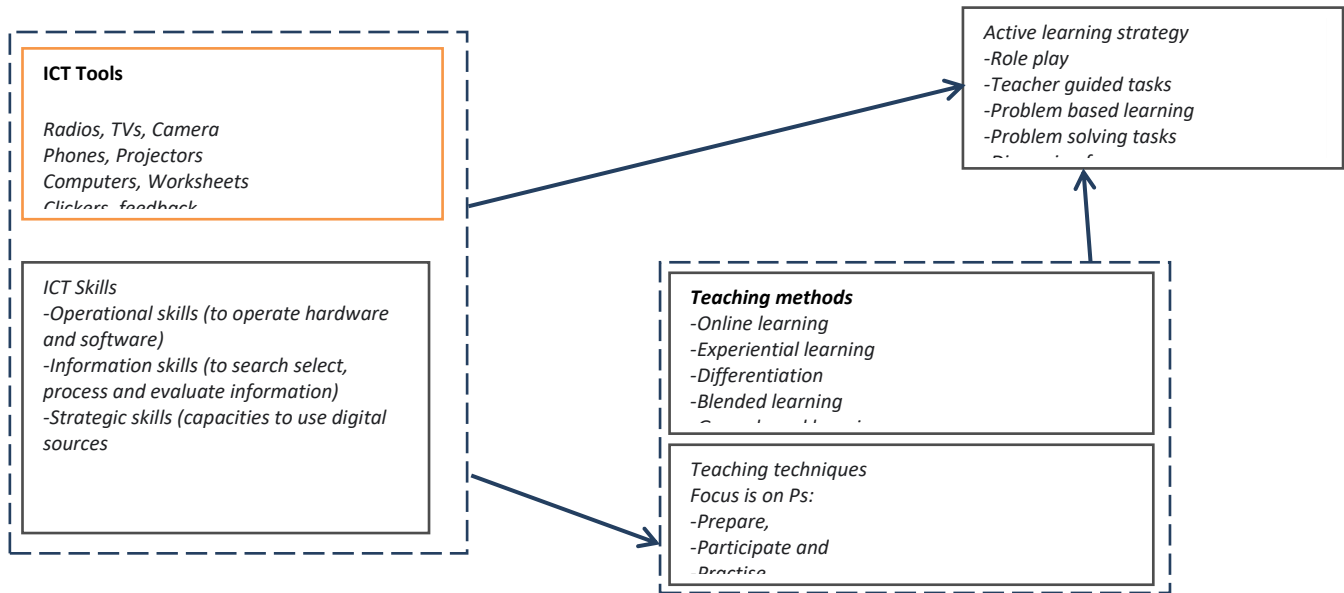 ICT Tools
Radios, TVs, Camera
Phones, Projectors
Computers, Worksheets
Clickers, feedback
ICT Skills
-Operational skills (to operate hardware
and software)
-Information skills (to search select,
process and evaluate information)
-Strategic skills (capacities to use digital
sources
Active learning strategy
-Role play
-Teacher guided tasks
-Problem based learning
-Problem solving tasks
Teaching methods
-Online learning
-Experiential learning
-Differentiation
-Blended learning
Teaching techniques
Focus is on Ps:
-Prepare,
-Participate and
-Practise